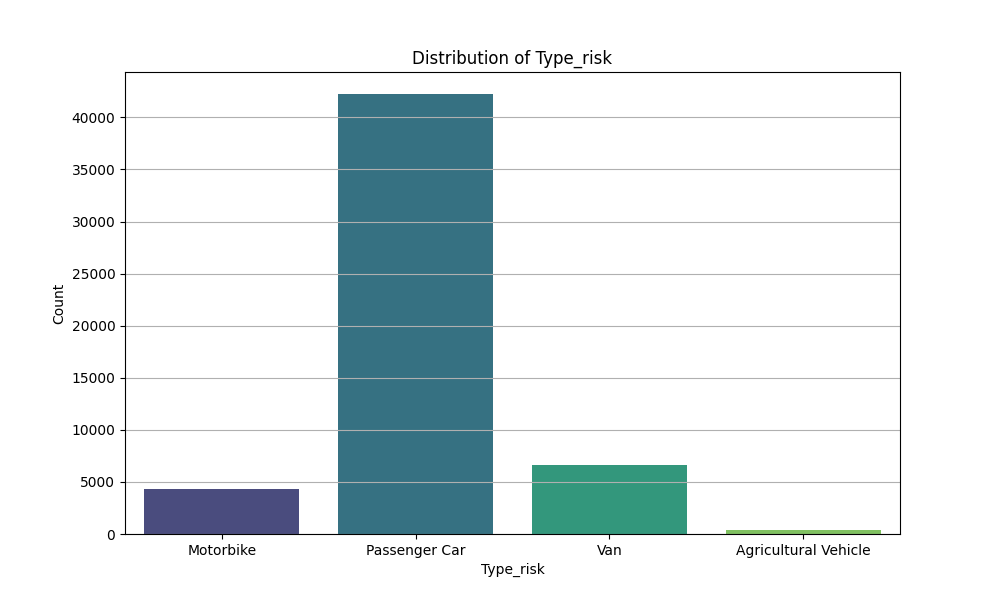 Distribution of Type_risk
40000
35000
30000
25000
20000
15000
10000
5000
0
Count
Motorbike Passenger Car Van Agricultural Vehicle
Type_risk